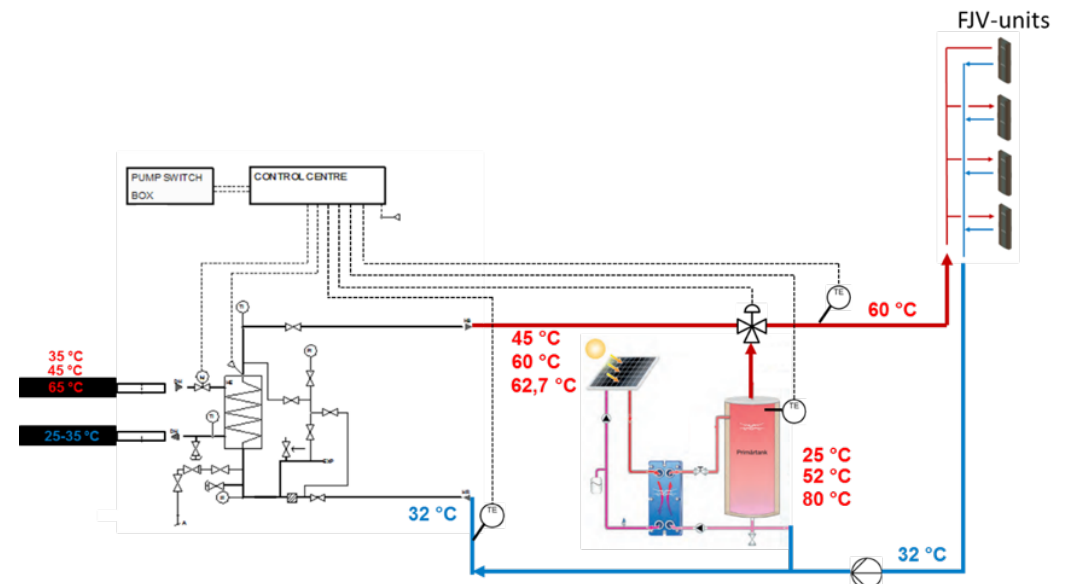 FJV-units
PUMP SWITCH
BOX
CONTROL CENTRE
TE
60 °C
45 °C
60 °C
62,7 °C
35 °C
45 °C
65 °C
25-35 °C
TE
Primärtank
25 °C
52 °C
80 °C
32 °C
TE
32 °C
EXP
A